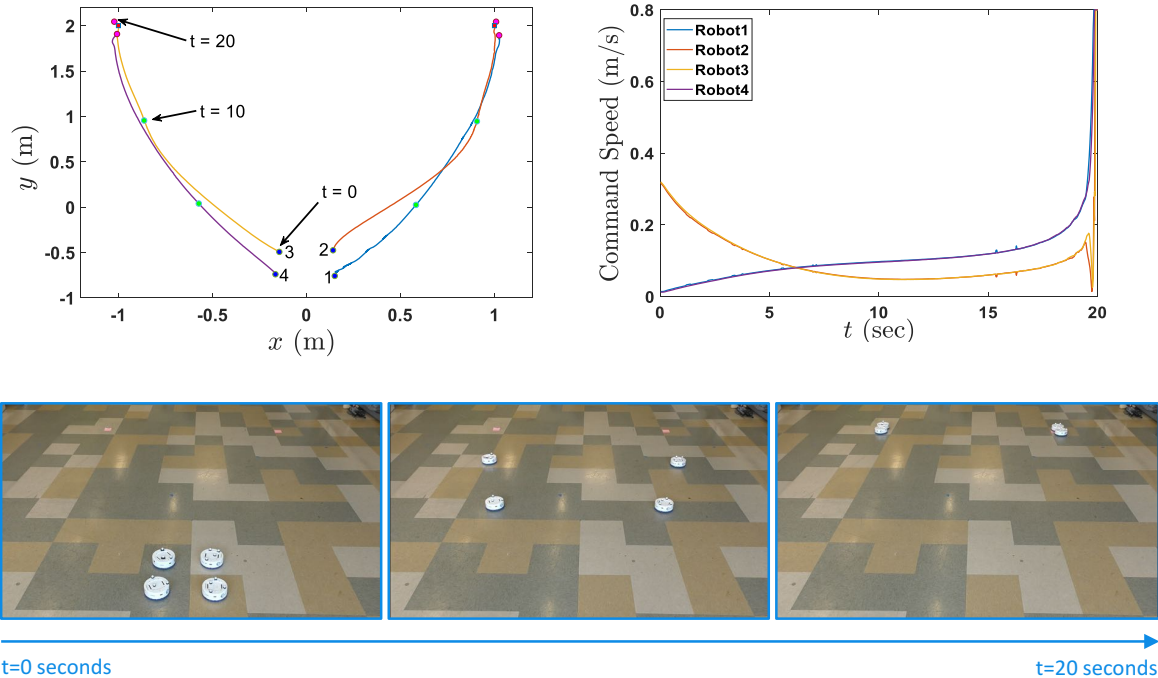 2
1.5
1
0.5
0
-0.5
-1
-1
-0.5
0
0.5
1
y (m)
x (m)
t = 20
t = 10
t = 0
3
4
2
1
0.8
0.6
0.4
0.2
0
0
5
10
15
20
Command Speed (m/s)
t (sec)
Robot1
Robot2
Robot3
Robot4
t=0 seconds
t=20 seconds